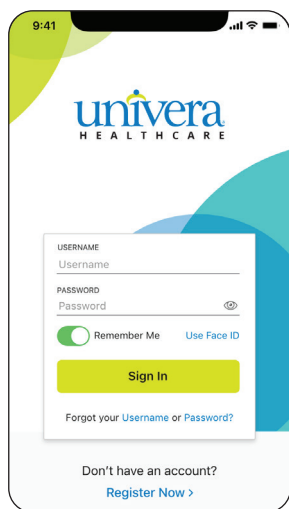 9:41
univera
HEALTHCARE
USERNAME
Username
PASSWORD
Password
Remember Me Use Face ID
Sign In
Forgot your Username or Password?
Don't have an account?
Register Now >